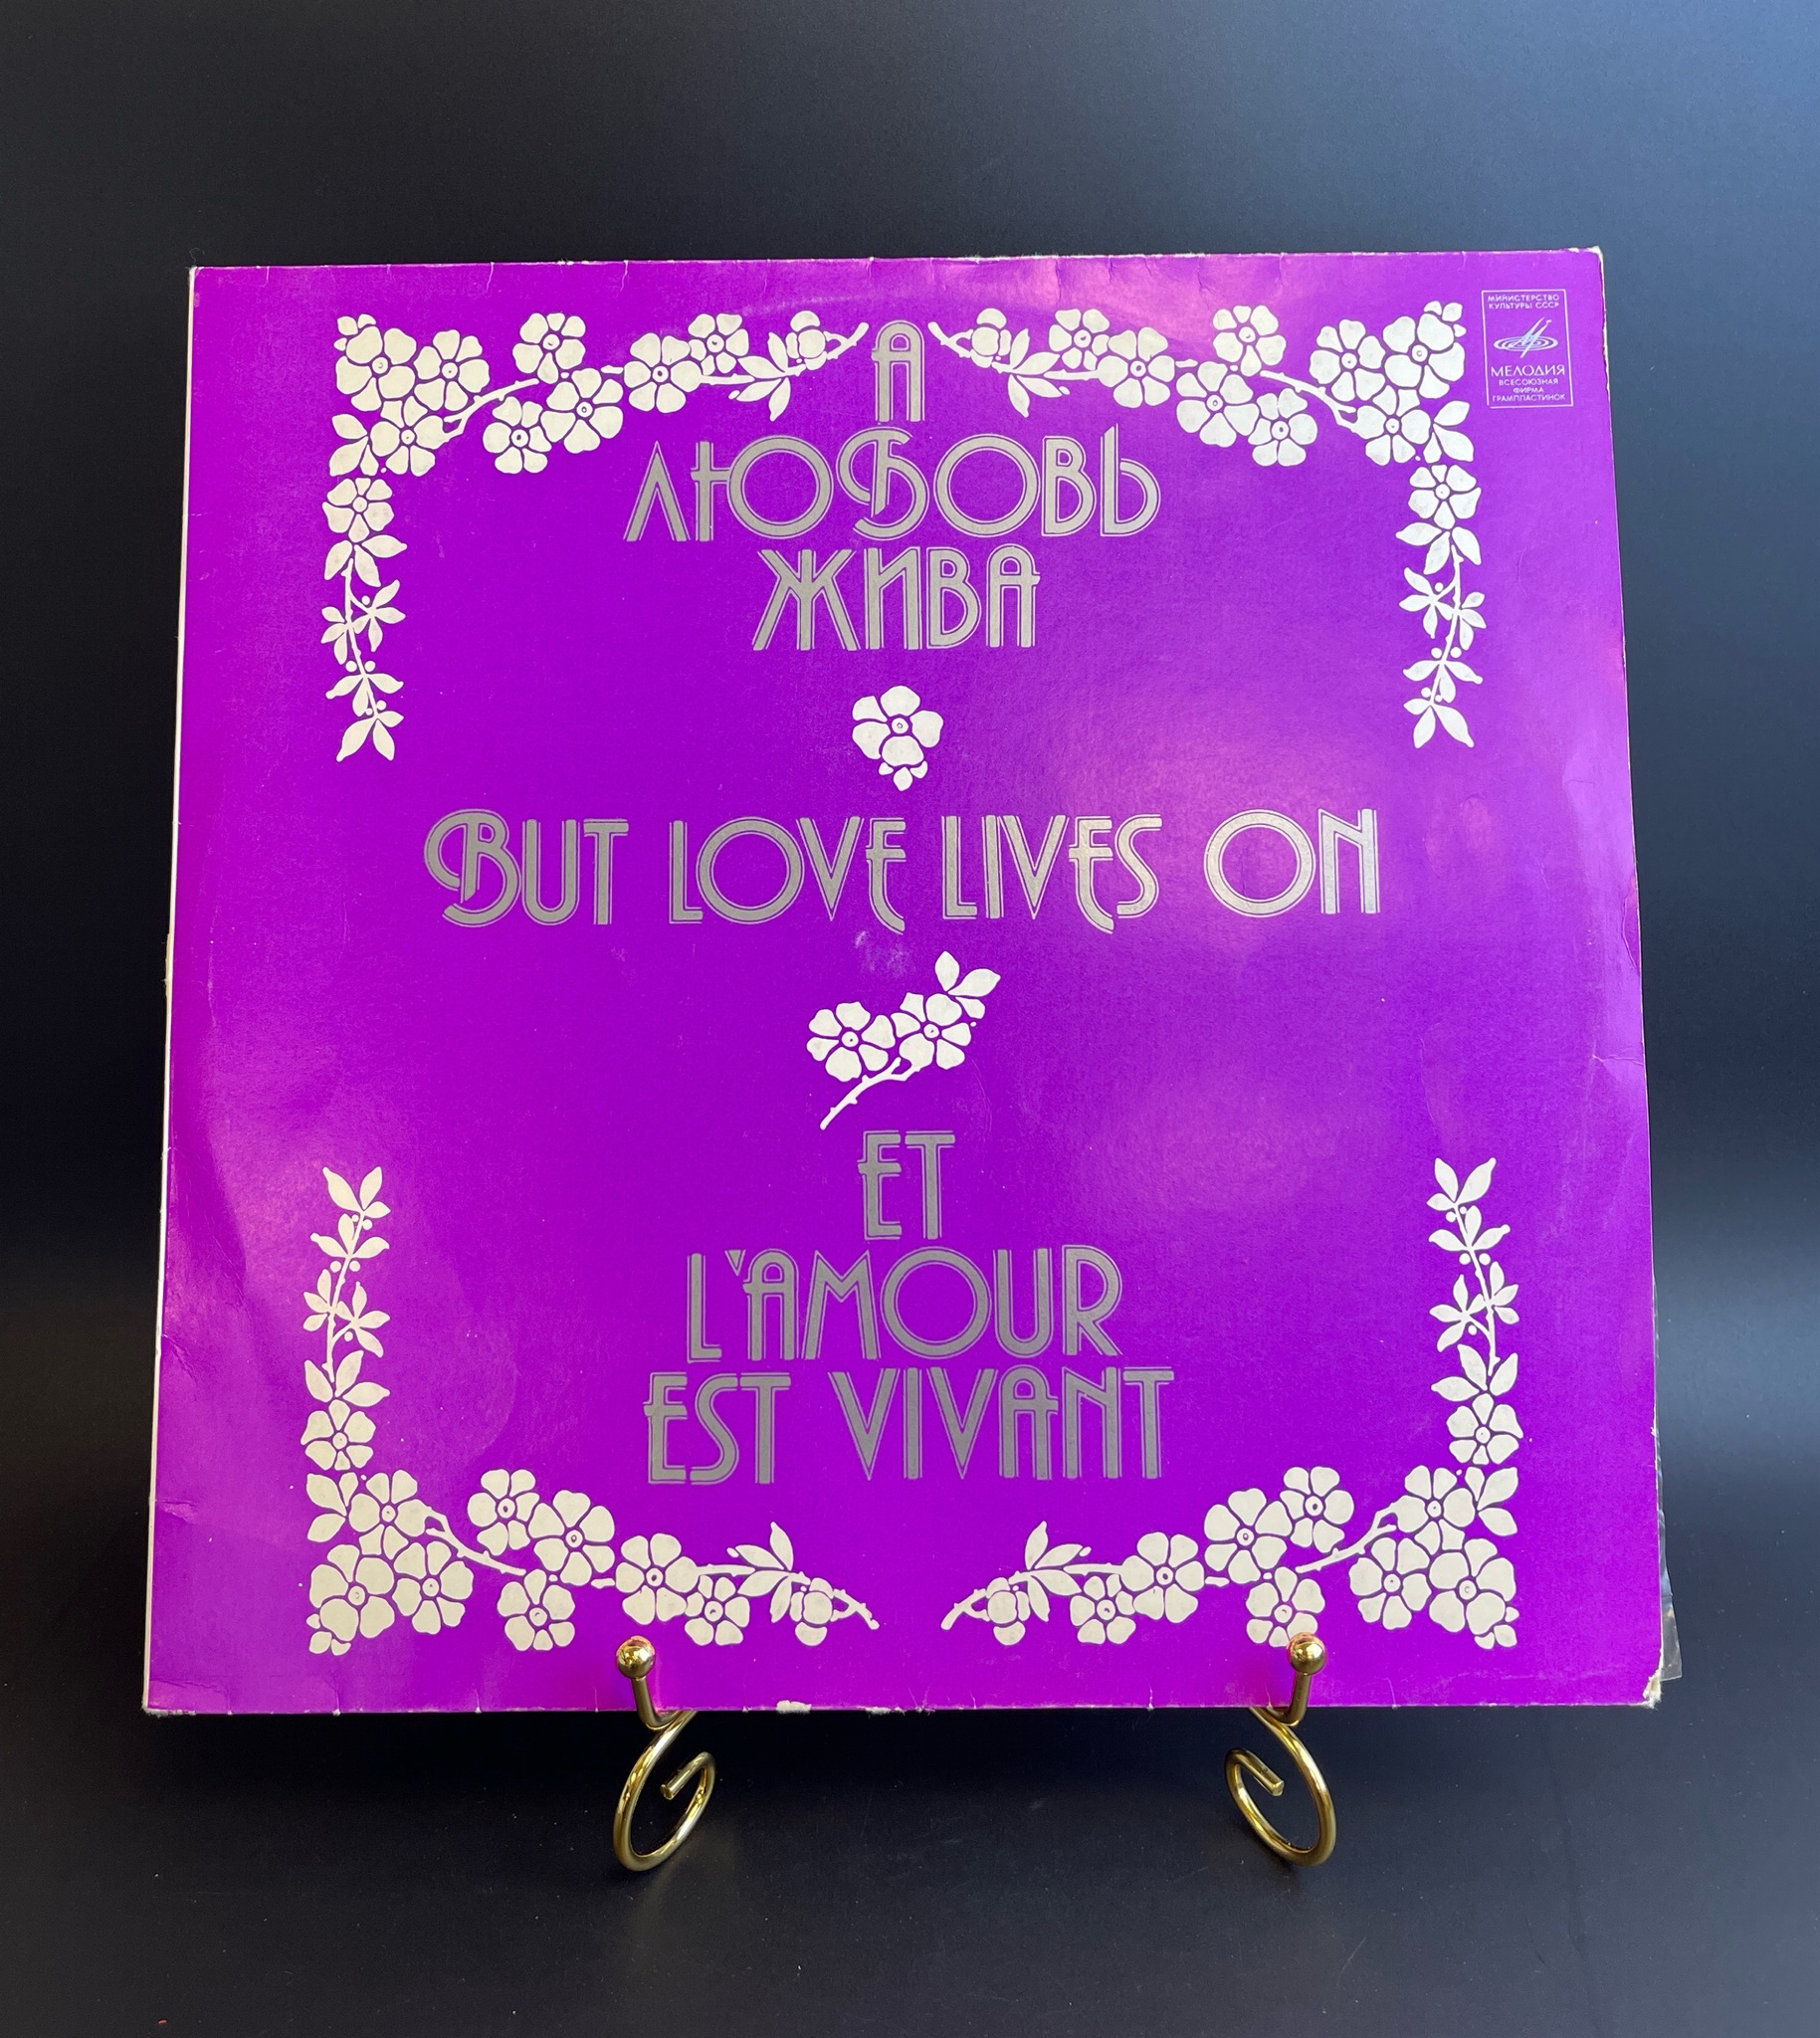 МИНИСТЕРСТВО
КУЛЬТУРЫ СССР
МЕЛОДИЯ
ВСЕСОЮЗНАЯ
ФИРМА
ГРАМПЛАСТИНОК
А
ЛЮБОВЬ
ЖИВА
BUT LOVE LIVES ON
ET
L'AMOUR
EST VIVANT